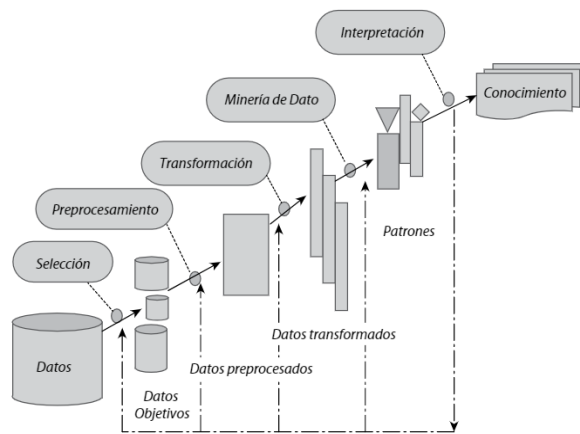 Interpretación
Conocimiento
Minería de Dato
Transformación
Preprocesamiento
Patrones
Selección
Datos transformados
Datos
Datos preprocesados
Datos
Objetivos